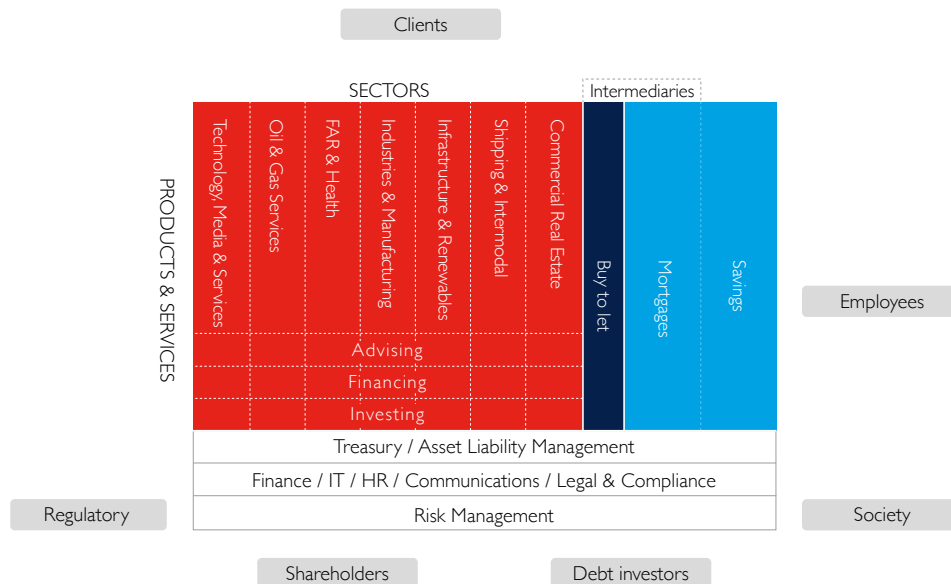 Clients
SECTORS
Intermediaries
PRODUCTS & SERVICES
Technology, Media & Services
Oil & Gas Services
FAR & Health
Industries & Manufacturing
Infrastructure & Renewables
Shipping & Intermodal
Commercial Real Estate
Buy to let
Mortgages
Savings
Employees
Advising
Financing
Investing
Treasury / Asset Liability Management
Finance / IT / HR / Communications / Legal & Compliance
Regulatory
Risk Management
Society
Shareholders
Debt investors